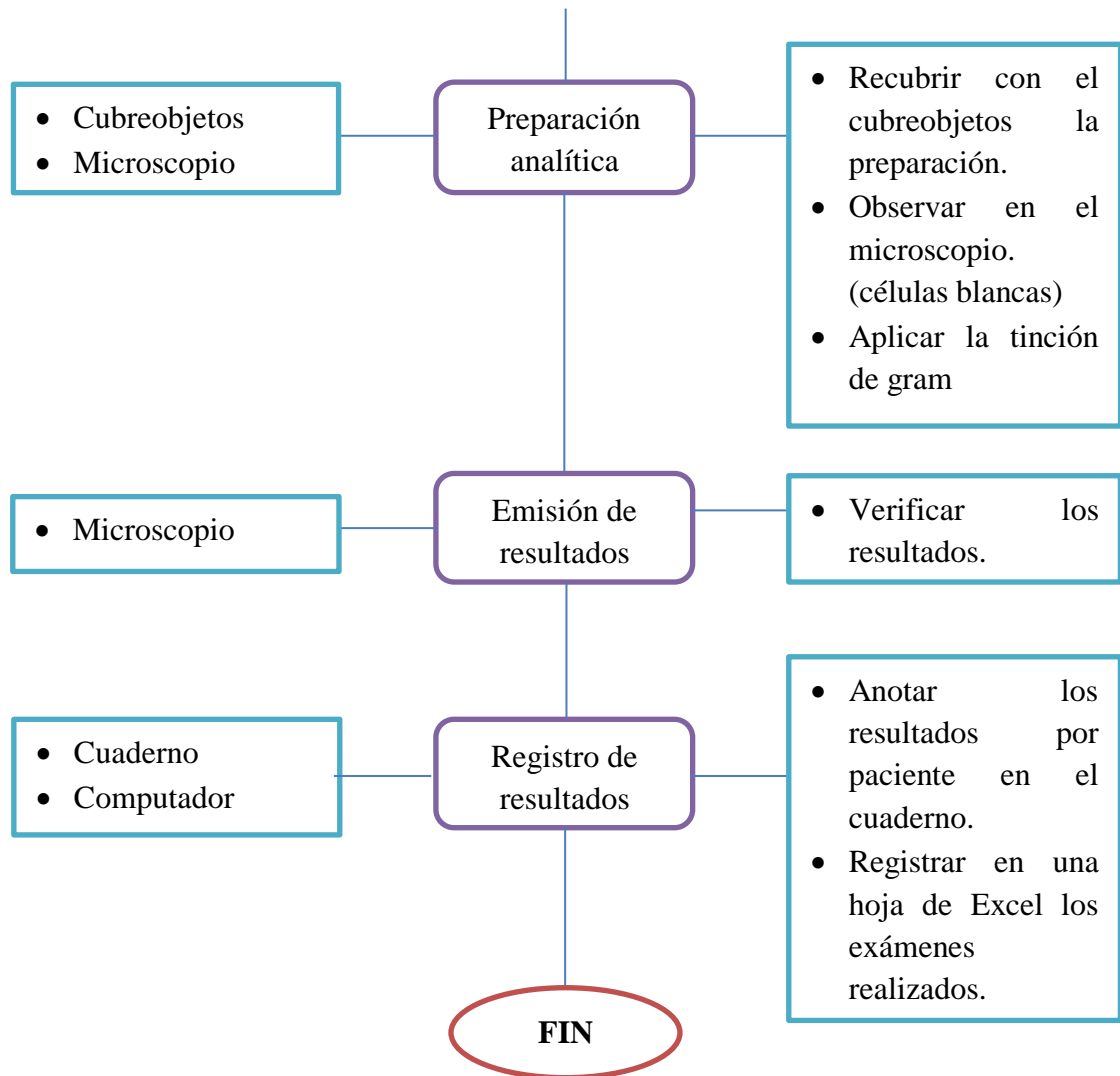 • Cubreobjetos
• Microscopio
Preparación
analítica
• Recubrir con el
cubreobjetos la
preparación.
• Observar en el
microscopio.
(células blancas)
• Aplicar la tinción
de gram
• Microscopio
Emisión de
resultados
• Verificar los
resultados.
• Cuaderno
• Computador
Registro de
resultados
• Anotar los
resultados por
paciente en el
cuaderno.
• Registrar en una
hoja de Excel los
exámenes
realizados.
FIN